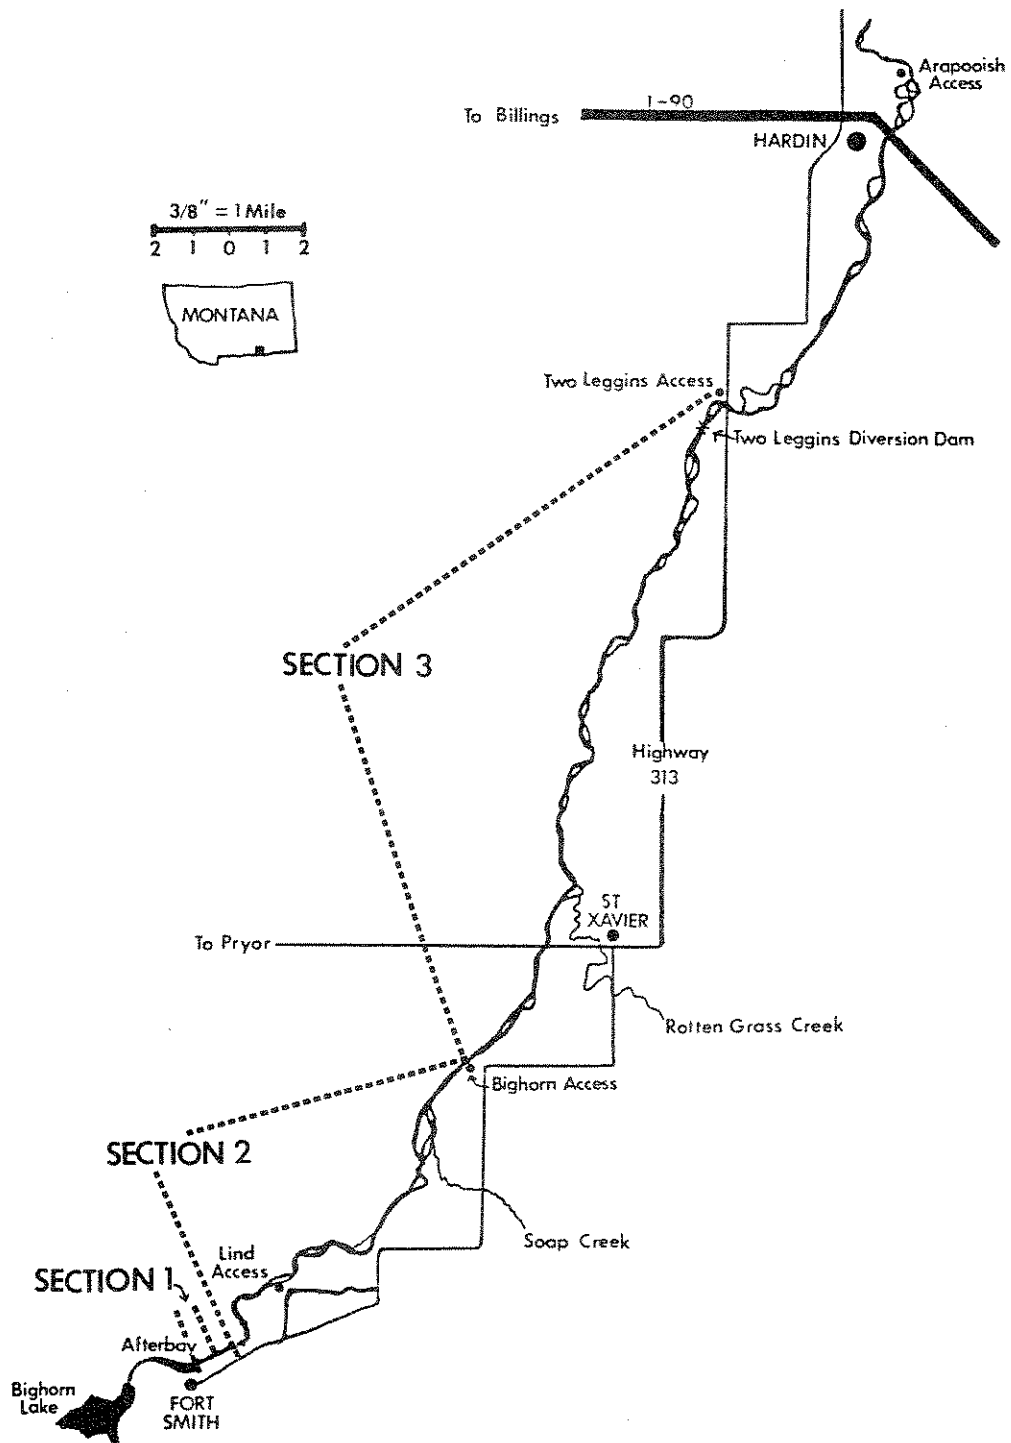 Arapooish
Access
I-90
To Billings
HARDIN
3/8" = 1 Mile
2 1 0 1 2
MONTANA
Two Leggins Access
Two Leggins Diversion Dam
SECTION 3
Highway
313
ST
XAVIER
To Pryor
Rotten Grass Creek
Bighorn Access
SECTION 2
Soap Creek
Lind
Access
SECTION 1
Afterbay
Bighorn
Lake
FORT
SMITH